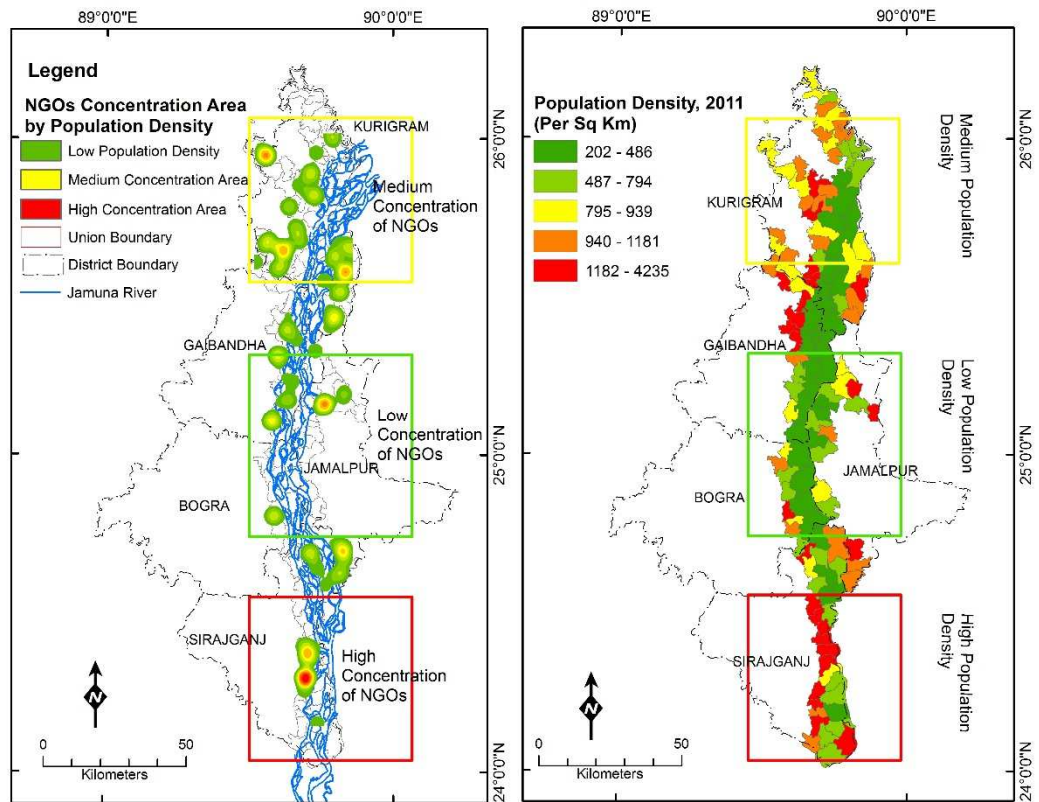 89°0'0"E
90°0'0"E
Legend
NGOs Concentration Area
by Population Density
Low Population Density
Medium Concentration Area
High Concentration Area
Union Boundary
District Boundary
Jamuna River
KURIGRAM
Medium
Concentration
of NGOs
GAIBANDHA
Low
Concentration
of NGOs
JAMALPUR
BOGRA
SIRAJGANJ
High
Concentration
of NGOs
N
0 50
Kilometers
26°0'0"N
25°0'0"N
24°0'0"N
89°0'0"E
90°0'0"E
Population Density, 2011
(Per Sq Km)
202 - 486
487 - 794
795 - 939
940 - 1181
1182 - 4235
KURIGRAM
Medium Population
Density
GAIBANDHA
Low Population
Density
JAMALPUR
BOGRA
SIRAJGANJ
High Population
Density
N
0 50
Kilometers
26°0'0"N
25°0'0"N
24°0'0"N